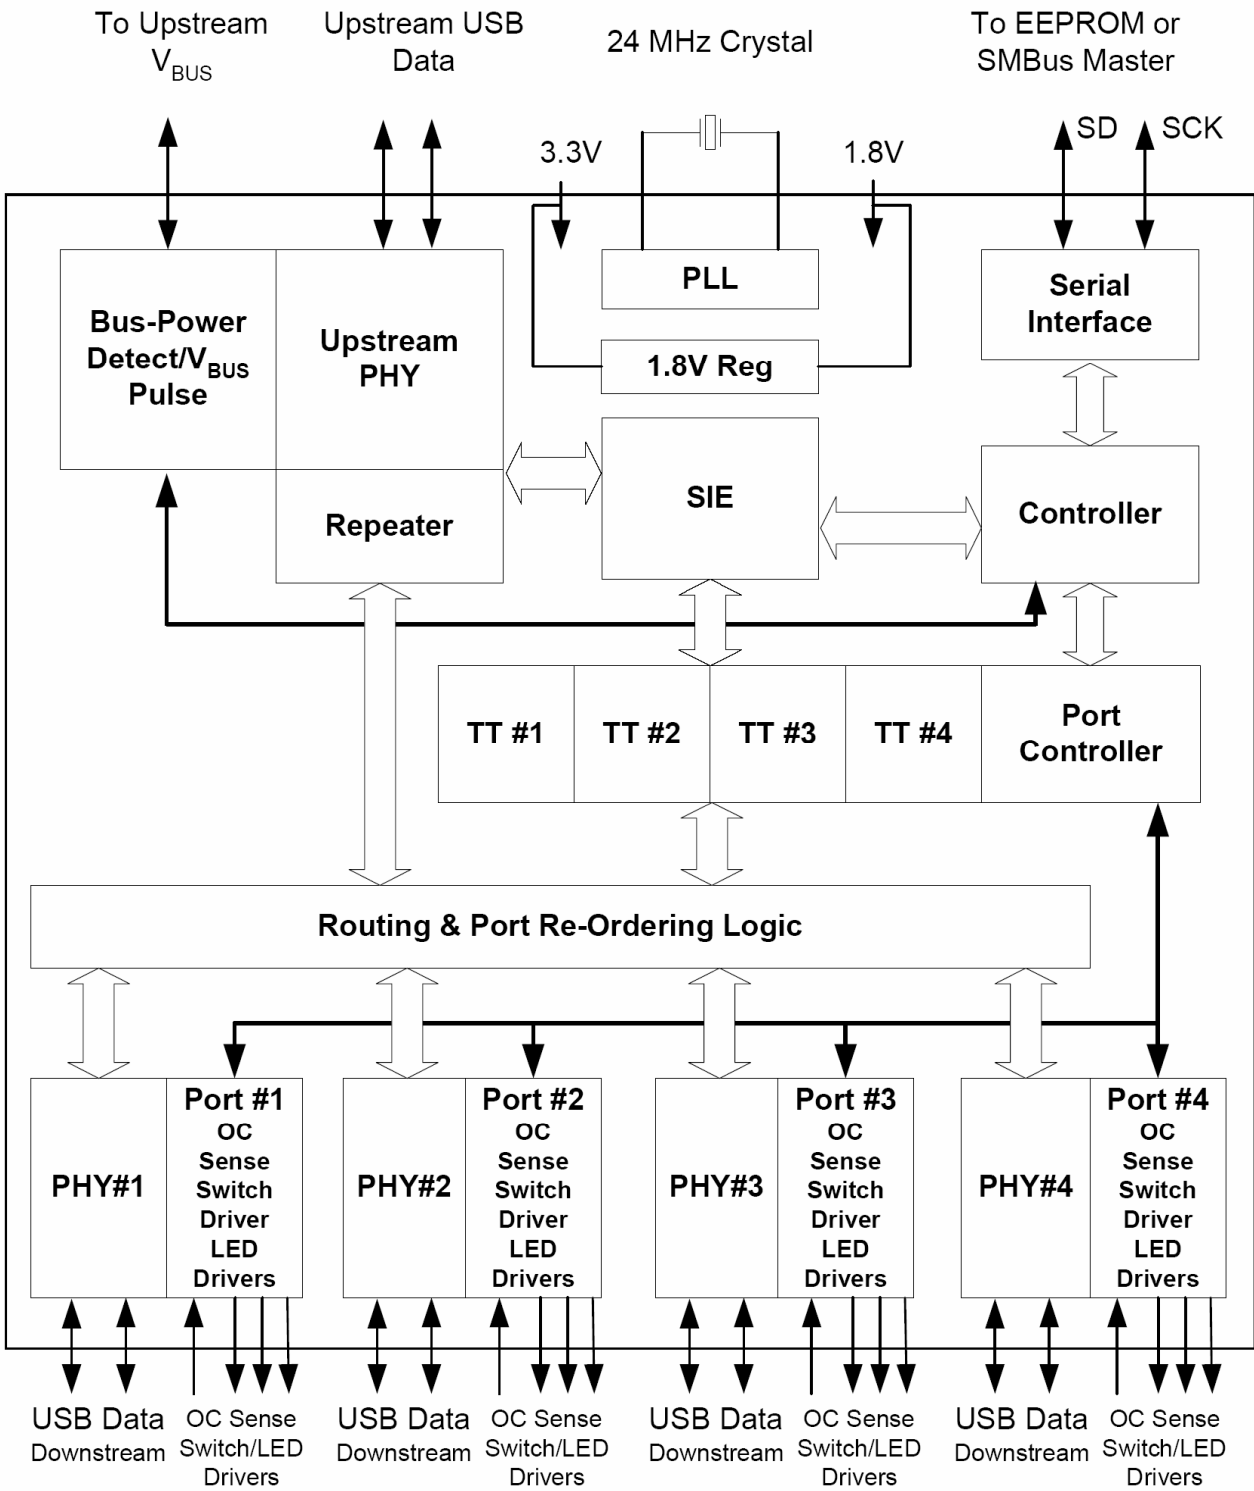 To Upstream
VBUS
Upstream USB
Data
24 MHz Crystal
To EEPROM or
SMBus Master
3.3V
1.8V
SD
SCK
Bus-Power
Detect/VBUS
Pulse
Upstream
PHY
PLL
1.8V Reg
Serial
Interface
Repeater
SIE
Controller
TT #1
TT #2
TT #3
TT #4
Port
Controller
Routing & Port Re-Ordering Logic
PHY#1
Port #1
OC
Sense
Switch
Driver
LED
Drivers
PHY#2
Port #2
OC
Sense
Switch
Driver
LED
Drivers
PHY#3
Port #3
OC
Sense
Switch
Driver
LED
Drivers
PHY#4
Port #4
OC
Sense
Switch
Driver
LED
Drivers
USB Data
Downstream
OC Sense
Switch/LED
Drivers
USB Data
Downstream
OC Sense
Switch/LED
Drivers
USB Data
Downstream
OC Sense
Switch/LED
Drivers
USB Data
Downstream
OC Sense
Switch/LED
Drivers